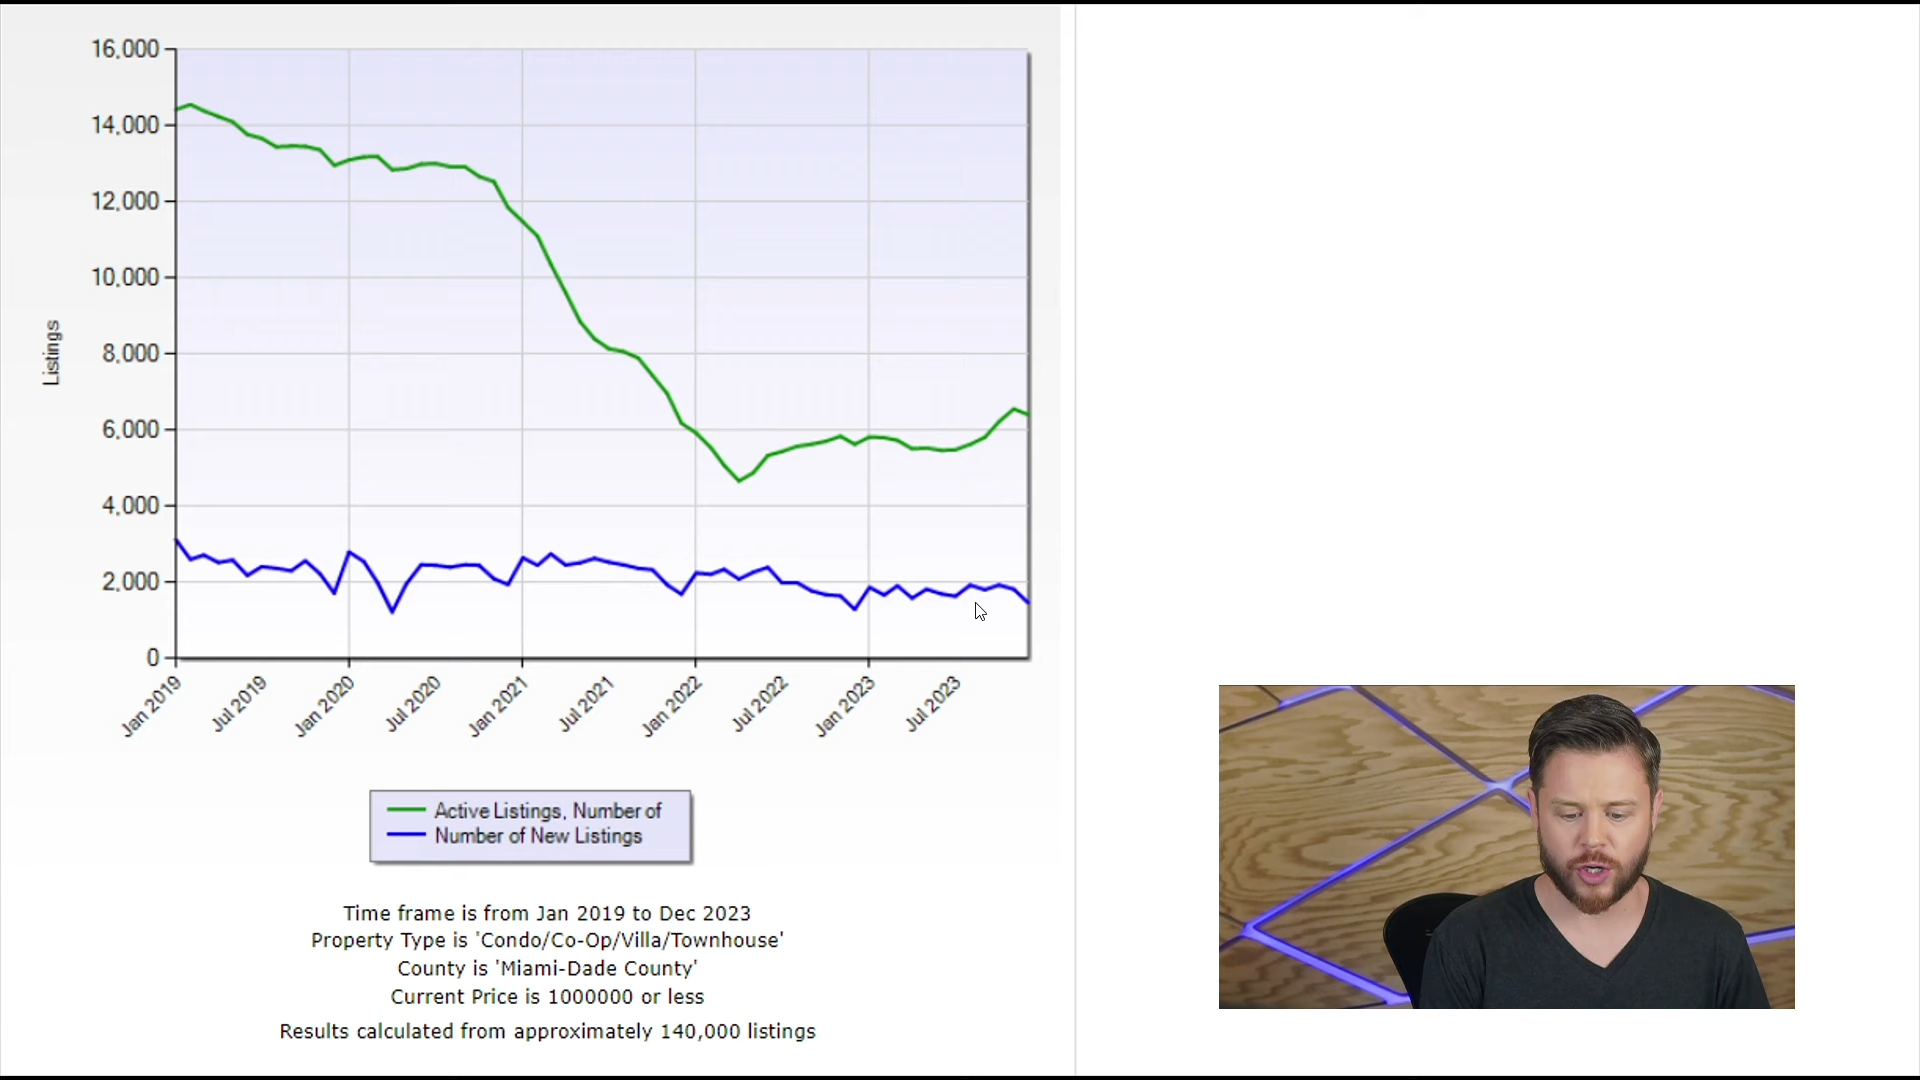 16,000
14,000
12,000
10,000
8,000
6,000
4,000
2,000
0
Listings
Jan 2019
Jul 2019
Jan 2020
Jul 2020
Jan 2021
Jul 2021
Jan 2022
Jul 2022
Jan 2023
Jul 2023
Active Listings, Number of
Number of New Listings
Time frame is from Jan 2019 to Dec 2023
Property Type is 'Condo/Co-Op/Villa/Townhouse'
County is 'Miami-Dade County'
Current Price is 1000000 or less
Results calculated from approximately 140,000 listings